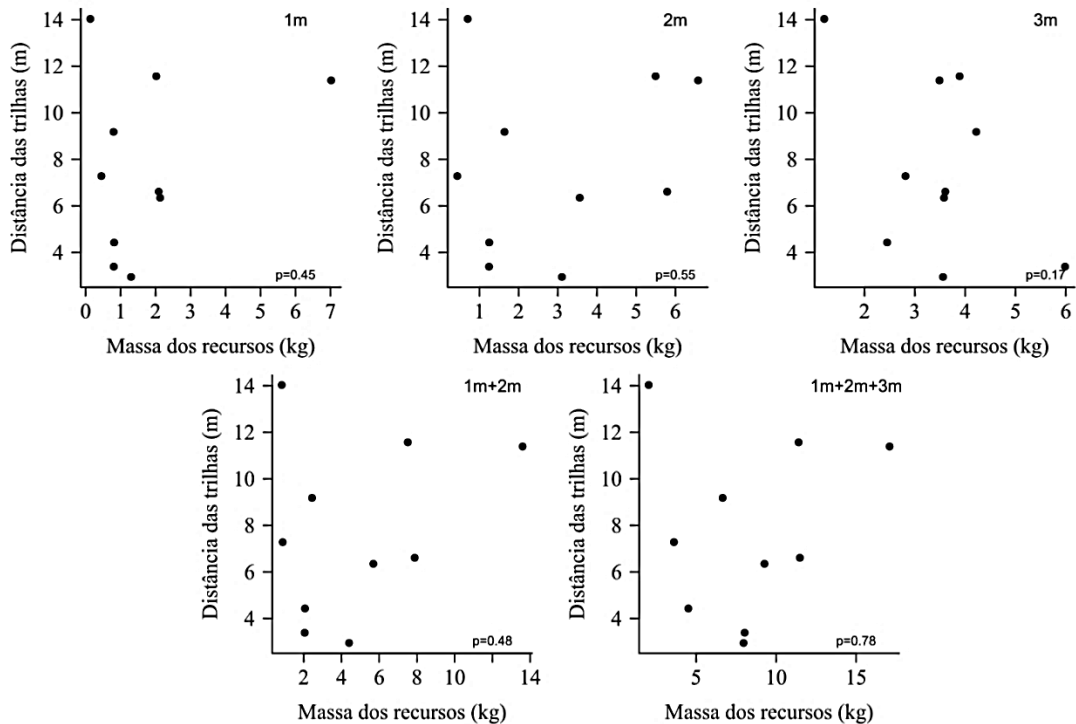 1m
Distância das trilhas (m)
14
12
10
8
6
4
p=0.45
0 1 2 3 4 5 6 7
Massa dos recursos (kg)
2m
Distância das trilhas (m)
14
12
10
8
6
4
p=0.55
1 2 3 4 5 6
Massa dos recursos (kg)
3m
Distância das trilhas (m)
14
12
10
8
6
4
p=0.17
2 3 4 5 6
Massa dos recursos (kg)
1m+2m
Distância das trilhas (m)
14
12
10
8
6
4
p=0.48
2 4 6 8 10 14
Massa dos recursos (kg)
1m+2m+3m
Distância das trilhas (m)
14
12
10
8
6
4
p=0.78
5 10 15
Massa dos recursos (kg)